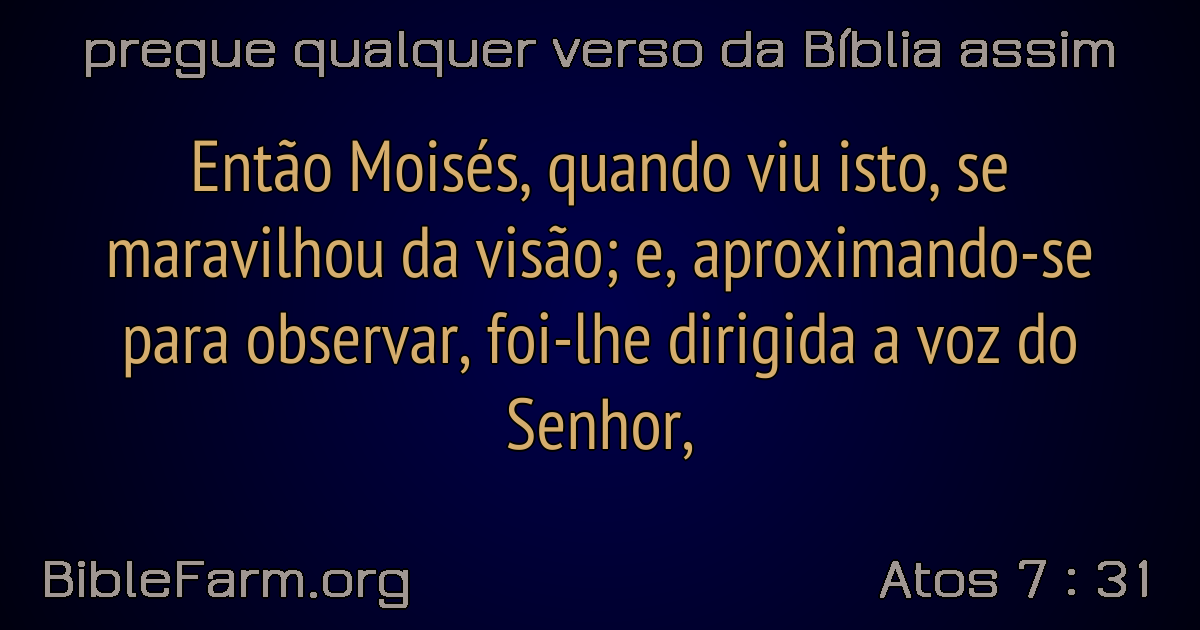 pregue qualquer verso da Bíblia assim
Então Moisés, quando viu isto, se
maravilhou da visão; e, aproximando-se
para observar, foi-lhe dirigida a voz do
Senhor,
BibleFarm.org
Atos 7 : 31